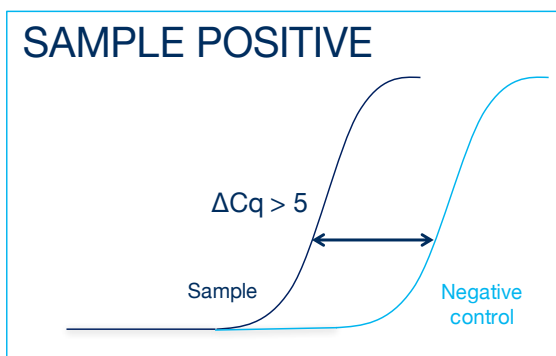 SAMPLE POSITIVE
ΔCq > 5
Sample
Negative
control